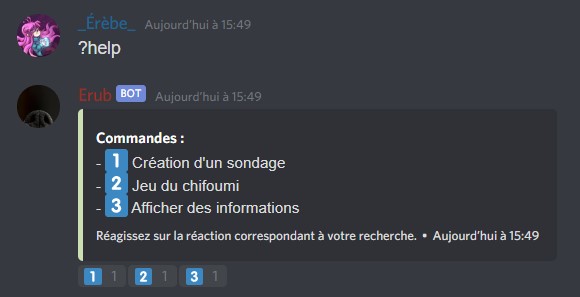 _Érèbe_ Aujourd'hui à 15:49
?help
Erub BOT Aujourd'hui à 15:49
Commandes :
- 1 Création d'un sondage
- 2 Jeu du chifoumi
- 3 Afficher des informations
Réagissez sur la réaction correspondant à votre recherche. • Aujourd'hui à 15:49
1 1 2 1 3 1